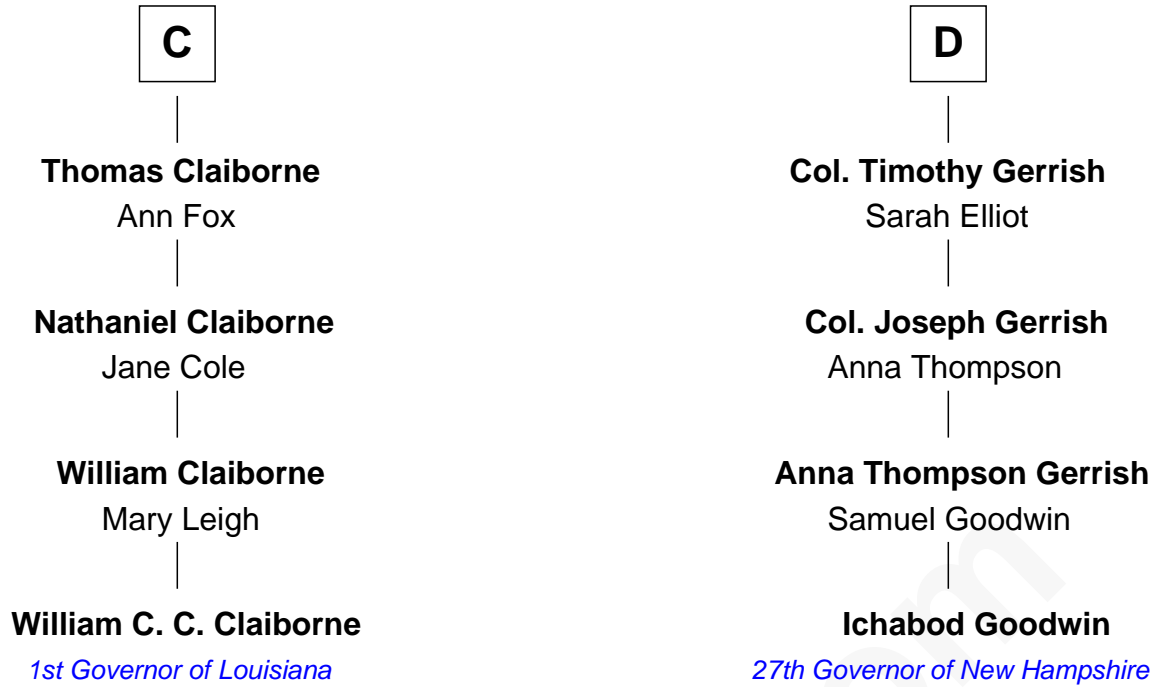 C
Thomas Claiborne
Ann Fox
Nathaniel Claiborne
Jane Cole
William Claiborne
Mary Leigh
William C. C. Claiborne
1st Governor of Louisiana
D
Col. Timothy Gerrish
Sarah Elliot
Col. Joseph Gerrish
Anna Thompson
Anna Thompson Gerrish
Samuel Goodwin
Ichabod Goodwin
27th Governor of New Hampshire